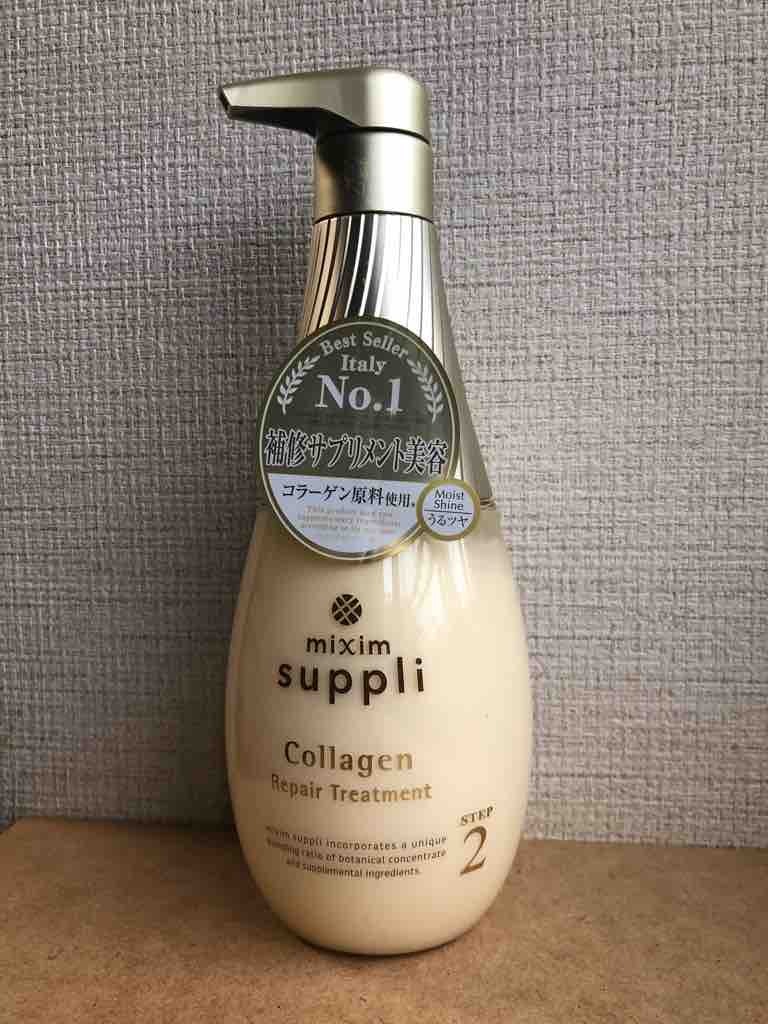 Best Seller
Italy
No.1
補修サプリメント美容
コラーゲン原料使用。
Moist
Shine
うるツヤ
mixim
suppli
Collagen
Repair Treatment
STEP
2
mixim suppli incorporates a unique
ratio of botanical concentrate
and supplemental ingredients.